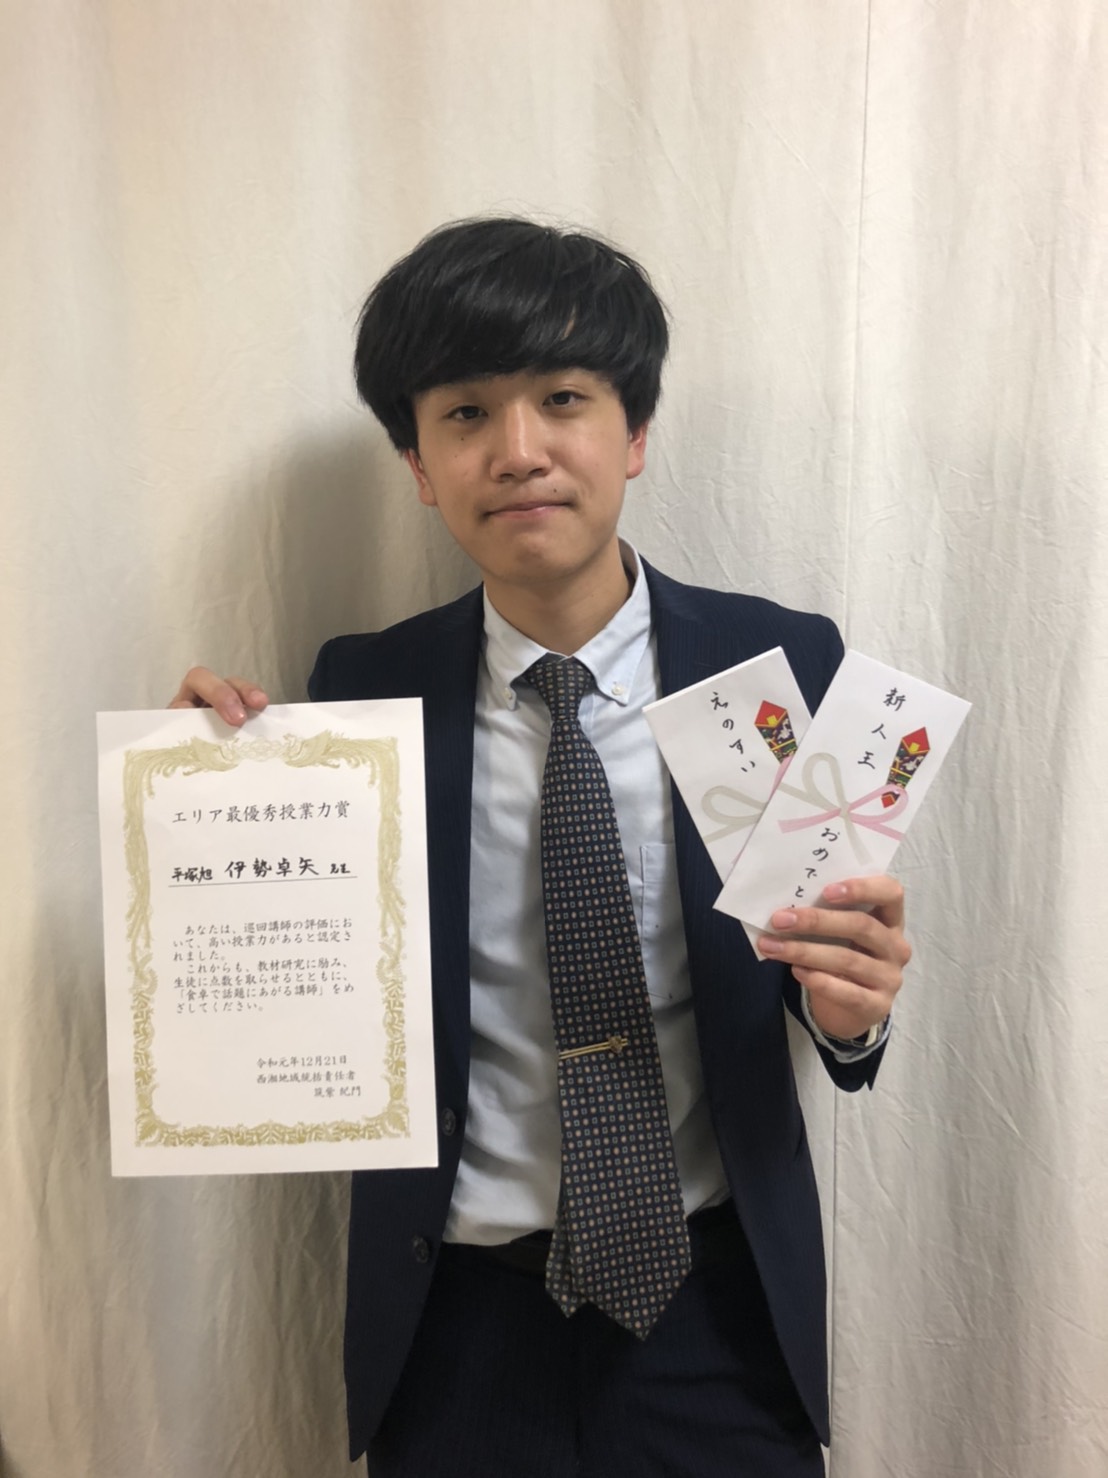 エリア最優秀授業力賞
平塚旭 伊勢卓矢 先生
あなたは、巡回講師の評価にお
いて、高い授業力があると認定さ
れました。
これからも、教材研究に励み、
生徒に点数を取らせるとともに、
「食卓で話題にあがる講師」をめ
ざしてください。
令和元年12月21日
西湘地域統括責任者
筑紫 紀門
えのすい
新人王
おめでと